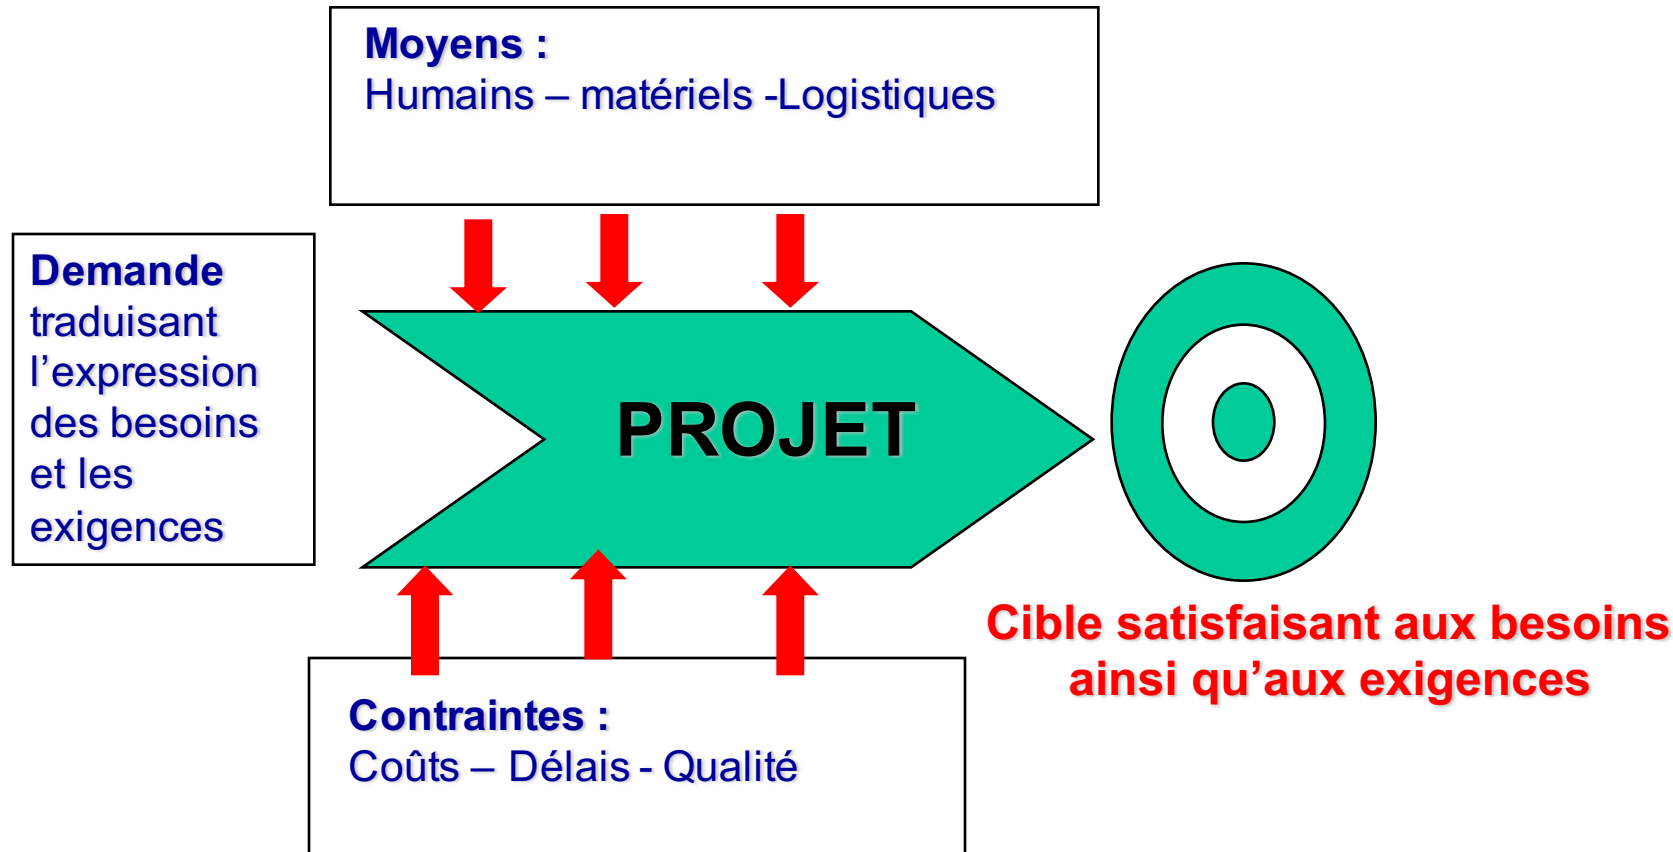 Moyens :
Humains – matériels -Logistiques
Demande
traduisant
l’expression
des besoins
et les
exigences
PROJET
Cible satisfaisant aux besoins
ainsi qu’aux exigences
Contraintes :
Coûts – Délais - Qualité